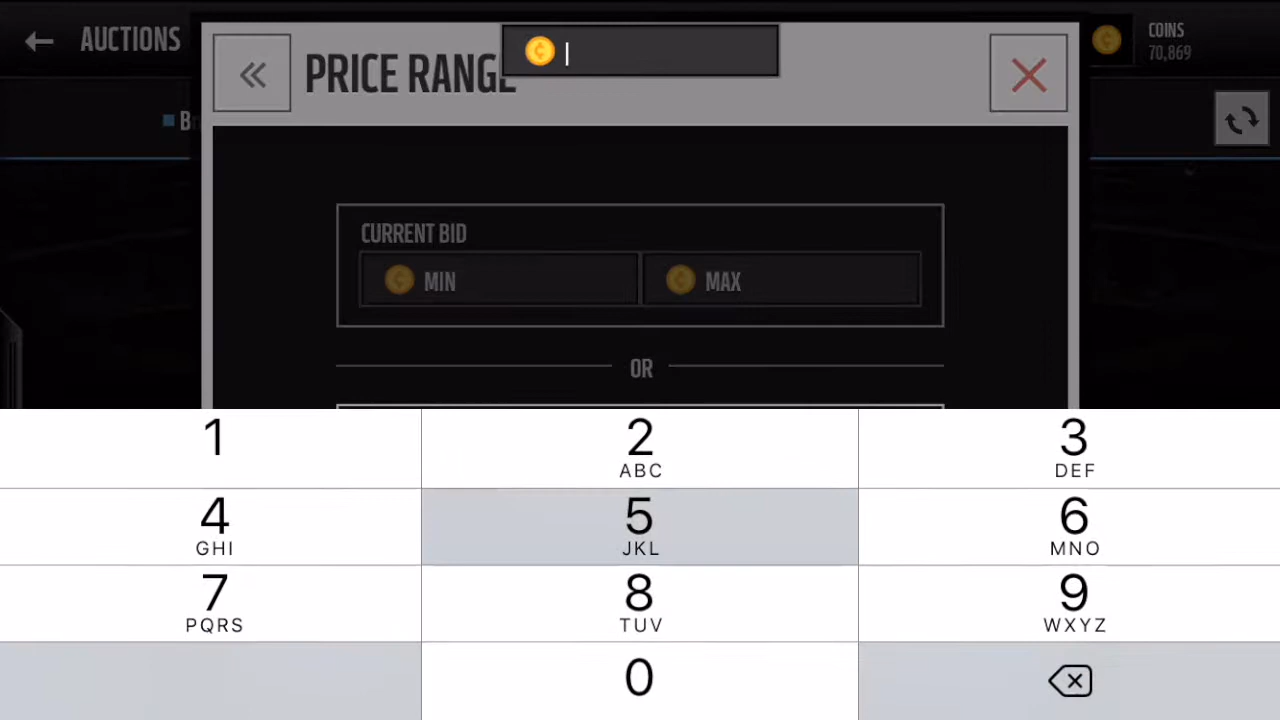 AUCTIONS
PRICE RANGE
COINS
70,869
B
CURRENT BID
MIN
MAX
OR
1
2
ABC
3
DEF
4
GHI
5
JKL
6
MNO
7
PQRS
8
TUV
9
WXYZ
0